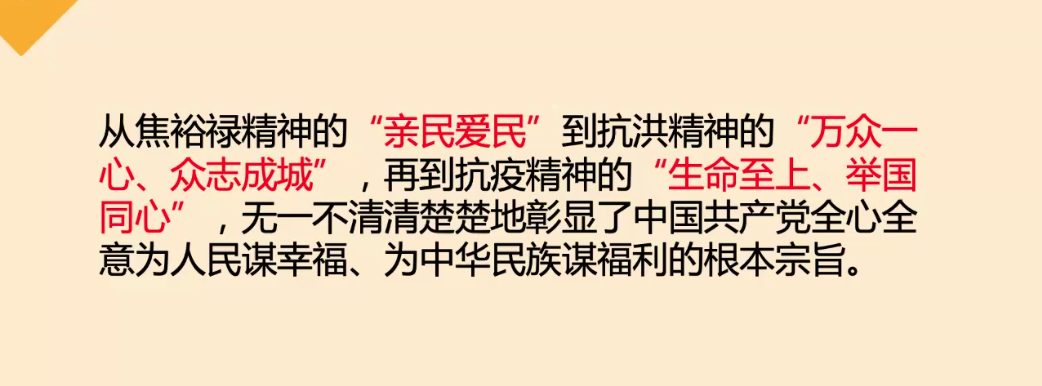 从焦裕禄精神的“亲民爱民”到抗洪精神的“万众一
心、众志成城”，再到抗疫精神的“生命至上、举国
同心”，无一不清清楚楚地彰显了中国共产党全心全
意为人民谋幸福、为中华民族谋福利的根本宗旨。